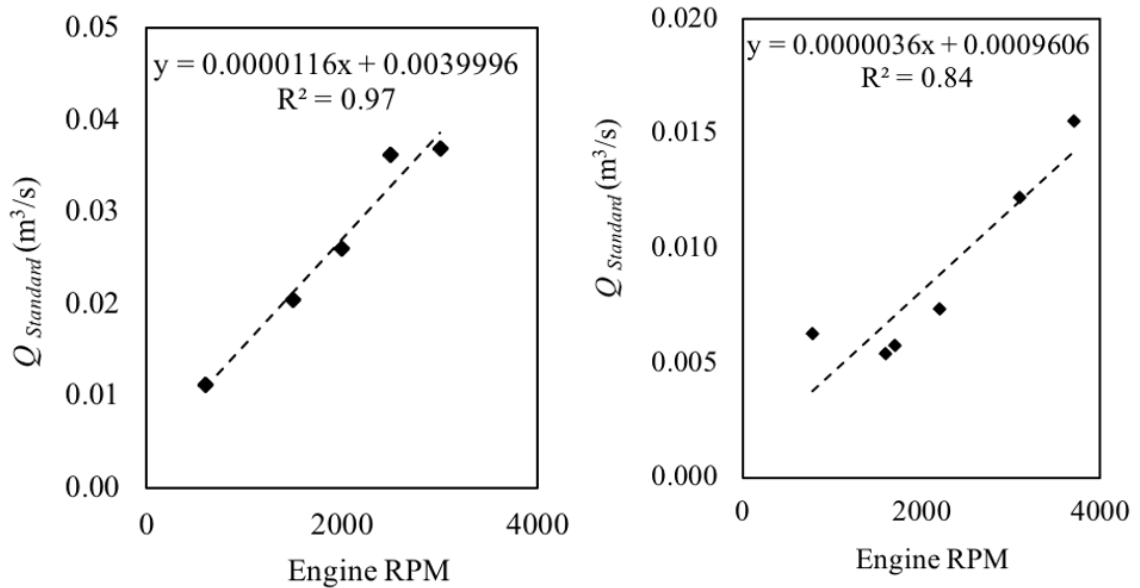 0.05
y = 0.0000116x + 0.0039996
R² = 0.97
0.04
0.03
0.02
0.01
0.00
Q Standard (m³/s)
0
2000
4000
Engine RPM
0.020
y = 0.0000036x + 0.0009606
R² = 0.84
0.015
0.010
0.005
0.000
Q Standard (m³/s)
0
2000
4000
Engine RPM